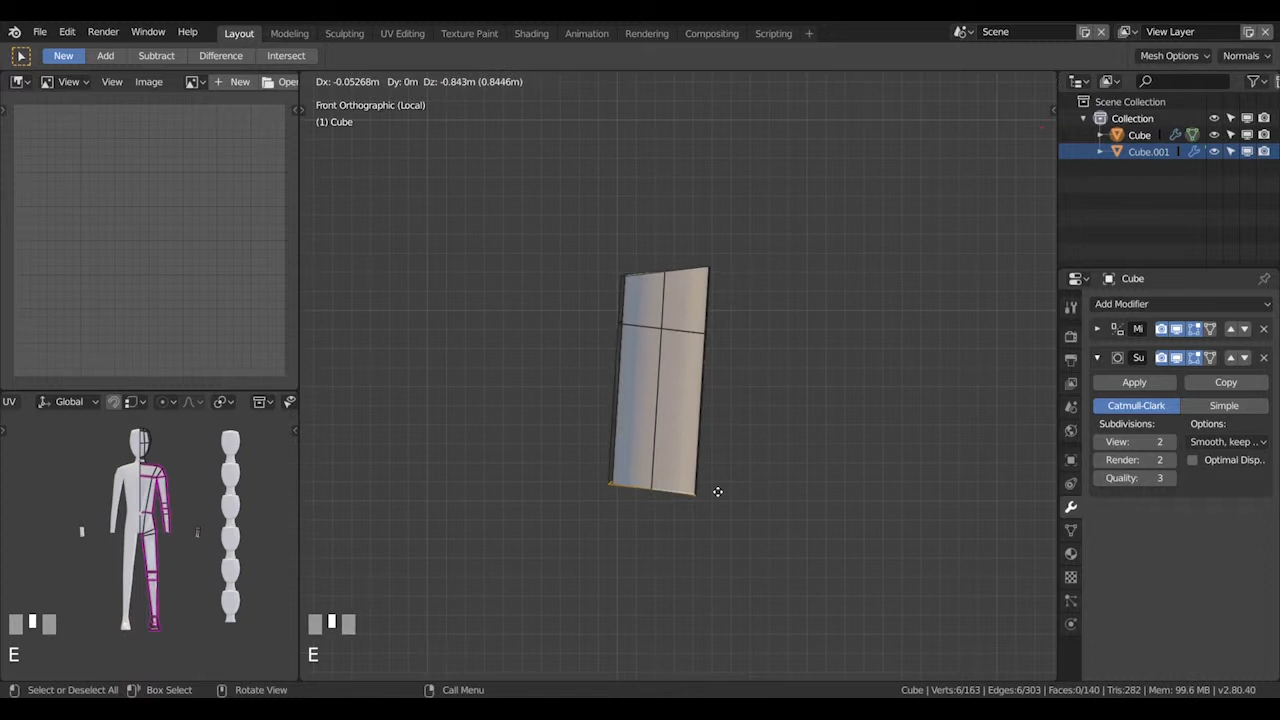 File Edit Render Window Help Layout Modeling Sculpting UV Editing Texture Paint Shading Animation Rendering Compositing Scripting + Scene View Layer
New Add Subtract Difference Intersect Mesh Options Normals
View View Image + New Open
Dx: -0.05268m Dy: 0m Dz: -0.843m (0.8446m)
Front Orthographic (Local)
(1) Cube
Scene Collection
Collection
Cube
Cube.001
Cube
Add Modifier
Mi
Su
Apply Copy
Catmull-Clark Simple
Subdivisions: Options:
View: 2 Smooth, keep ..
Render: 2 Optimal Disp..
Quality: 3
UV Global
E
E
Select or Deselect All Box Select Rotate View Call Menu Cube | Verts:6/163 | Edges:6/303 | Faces:0/140 | Tris:282 | Mem: 99.6 MB | v2.80.40